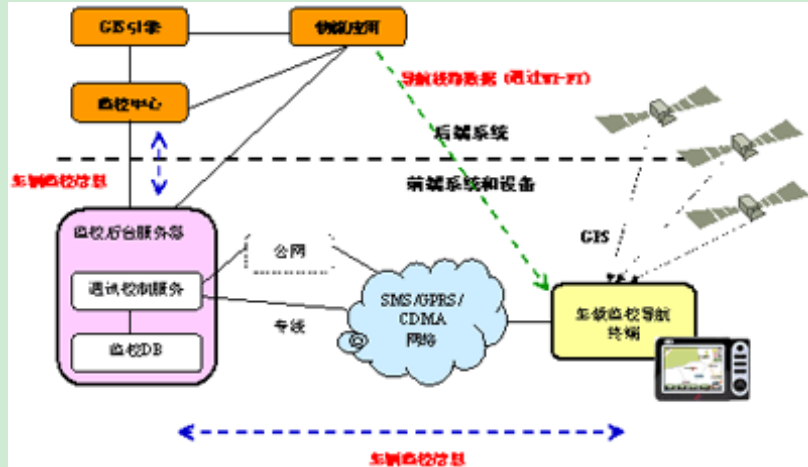 GIS引擎
物流应用
导航线路数据（通过wi-Fi）
监控中心
后端系统
车辆监控信息
前端系统和设备
监控后台服务器
GIS
公网
通讯控制服务
SMS/GPRS/
CDMA
网络
车载监控导航
终端
专线
监控DB
车辆监控信息